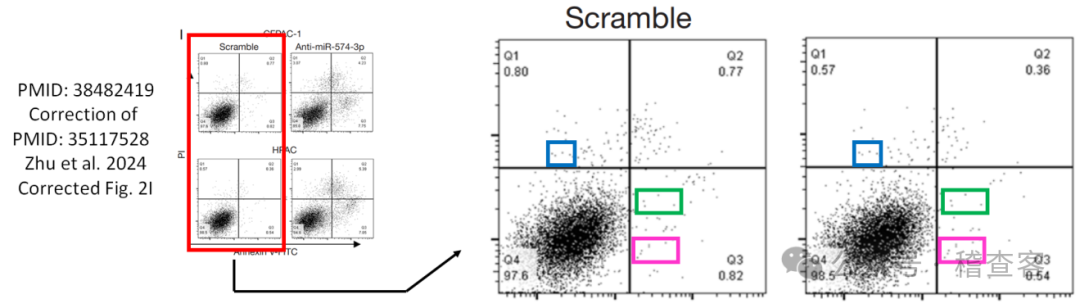 PMID: 38482419
Correction of
PMID: 35117528
Zhu et al. 2024
Corrected Fig. 2I
I
CFPAC-1
Scramble
Anti-miR-574-3p
HPAC
PI
Annexin V-FITC
Scramble
Q1
0.80
Q2
0.77
Q4
97.6
Q3
0.82
Q1
0.57
Q2
0.36
Q4
98.5
Q3
0.54
稽查客